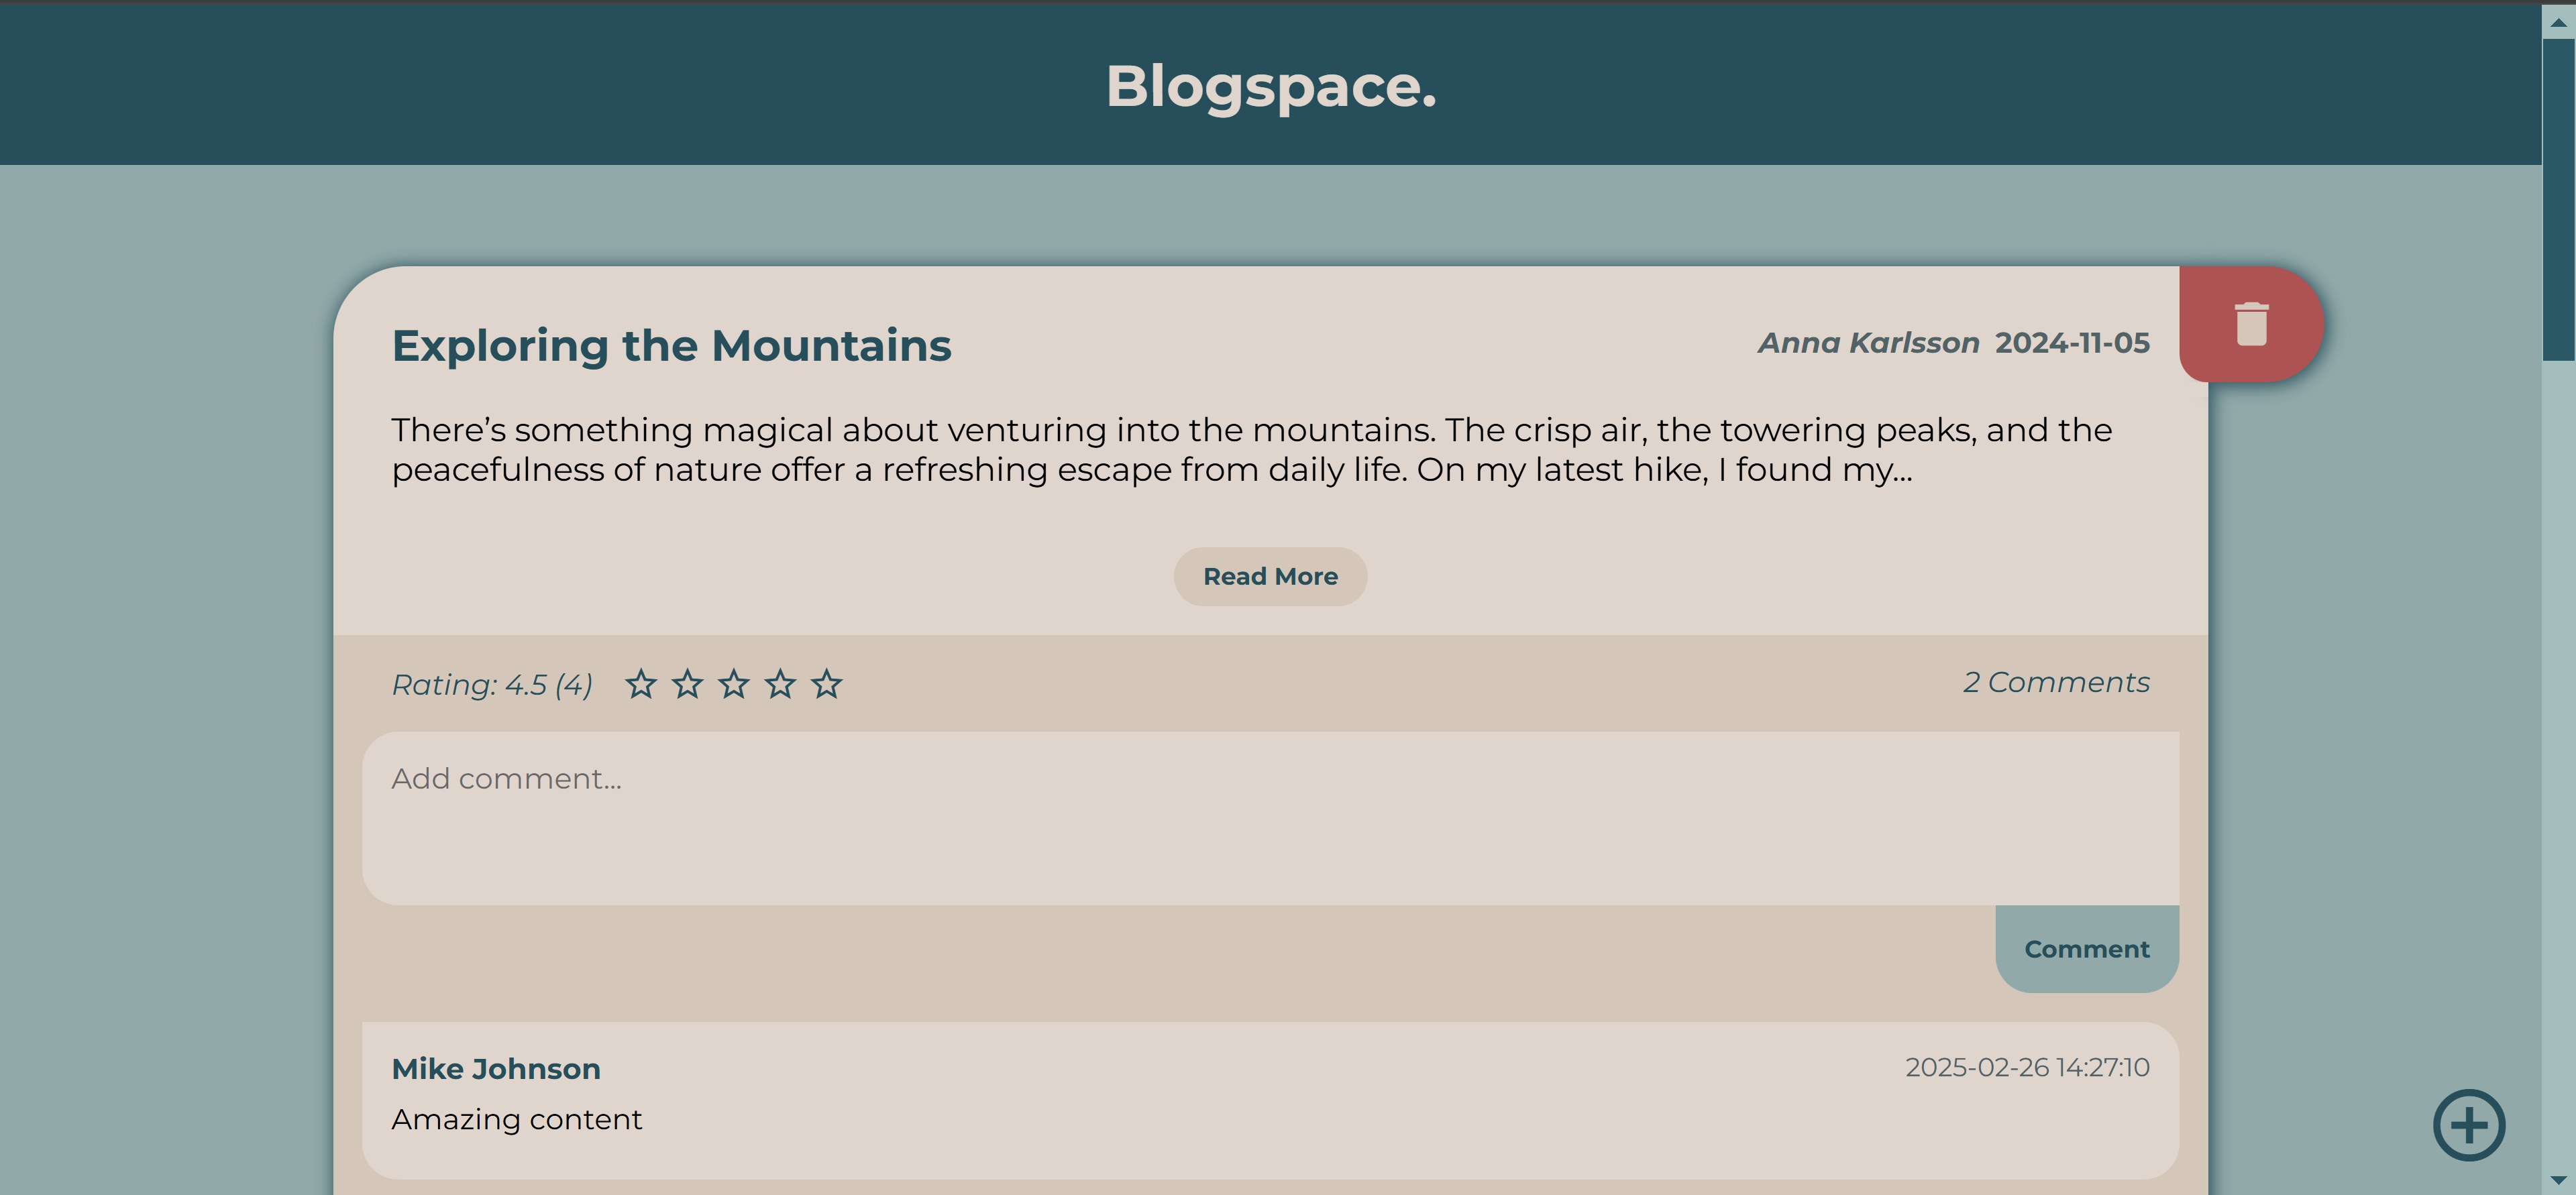 Blogspace.
Exploring the Mountains
Anna Karlsson 2024-11-05
There’s something magical about venturing into the mountains. The crisp air, the towering peaks, and the
peacefulness of nature offer a refreshing escape from daily life. On my latest hike, I found my...
Read More
Rating: 4.5 (4)
2 Comments
Add comment...
Comment
Mike Johnson
2025-02-26 14:27:10
Amazing content